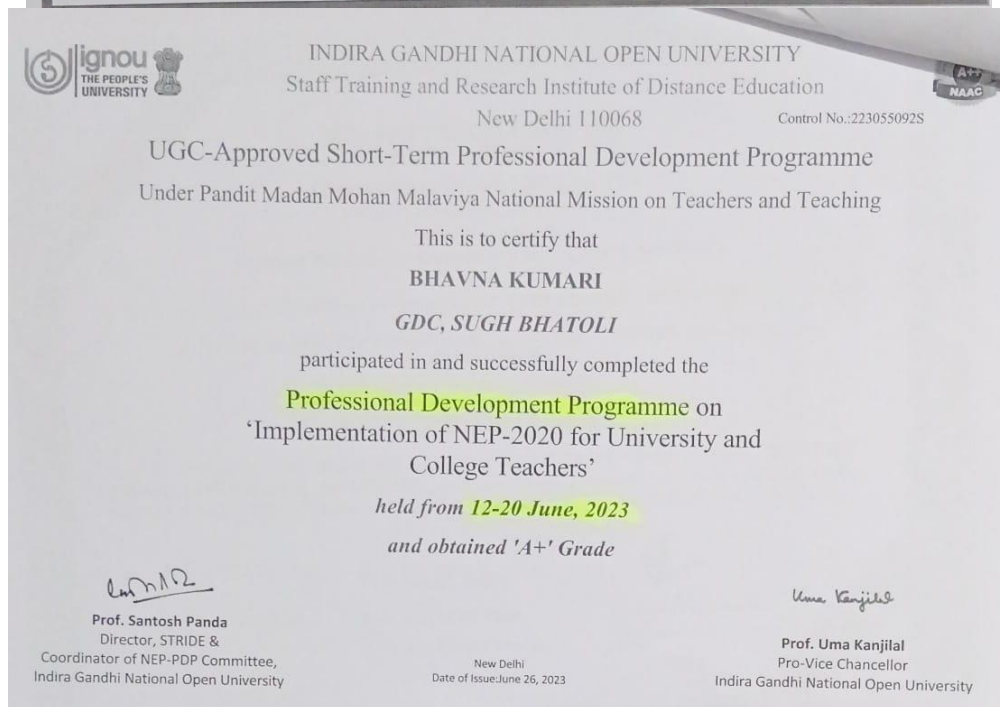 ignou
THE PEOPLE'S
UNIVERSITY
INDIRA GANDHI NATIONAL OPEN UNIVERSITY
Staff Training and Research Institute of Distance Education
New Delhi 110068
A++
NAAC
Control No.:223055092S
UGC-Approved Short-Term Professional Development Programme
Under Pandit Madan Mohan Malaviya National Mission on Teachers and Teaching
This is to certify that
BHAVNA KUMARI
GDC, SUGH BHATOLI
participated in and successfully completed the
Professional Development Programme on
‘Implementation of NEP-2020 for University and
College Teachers’
held from 12-20 June, 2023
and obtained 'A+' Grade
Prof. Santosh Panda
Director, STRIDE &
Coordinator of NEP-PDP Committee,
Indira Gandhi National Open University
New Delhi
Date of Issue:June 26, 2023
Uma Kanjilal
Prof. Uma Kanjilal
Pro-Vice Chancellor
Indira Gandhi National Open University